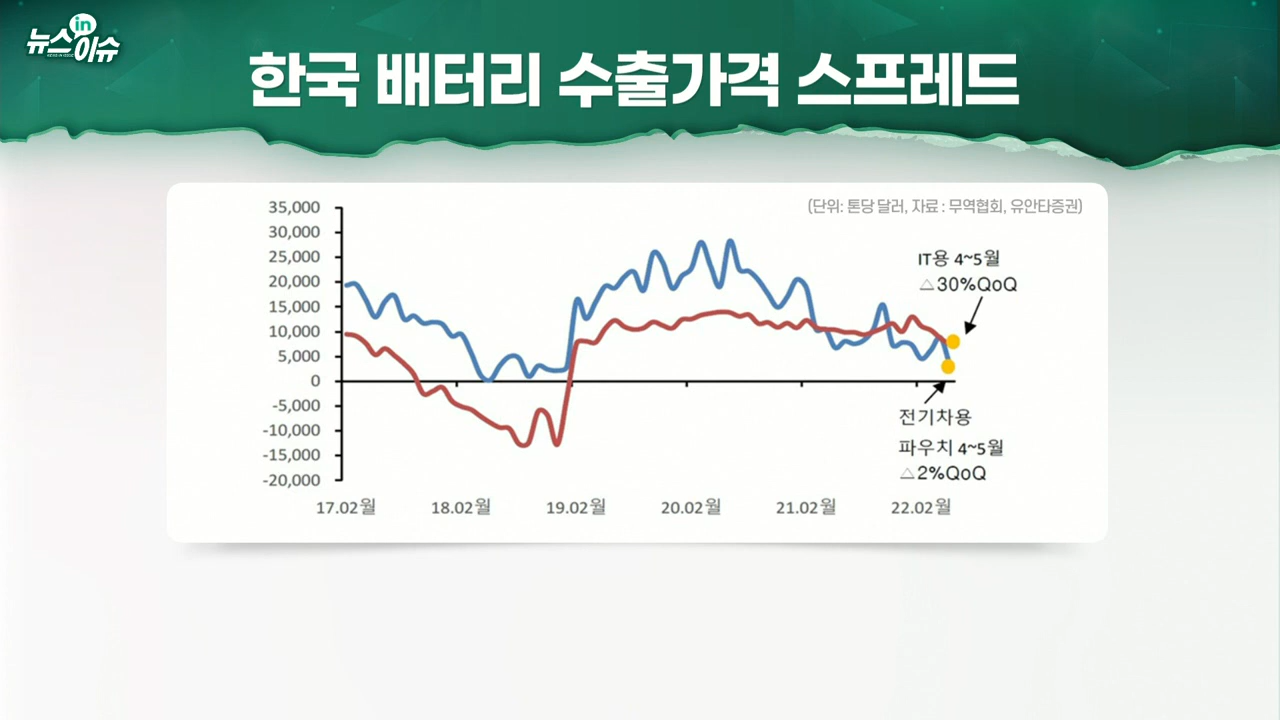 뉴스in이슈
한국 배터리 수출가격 스프레드
(단위: 톤당 달러, 자료 : 무역협회, 유안타증권)
35,000
30,000
25,000
20,000
15,000
10,000
5,000
0
-5,000
-10,000
-15,000
-20,000
17.02월 18.02월 19.02월 20.02월 21.02월 22.02월
IT용 4~5월
△30%QoQ
전기차용
파우치 4~5월
△2%QoQ